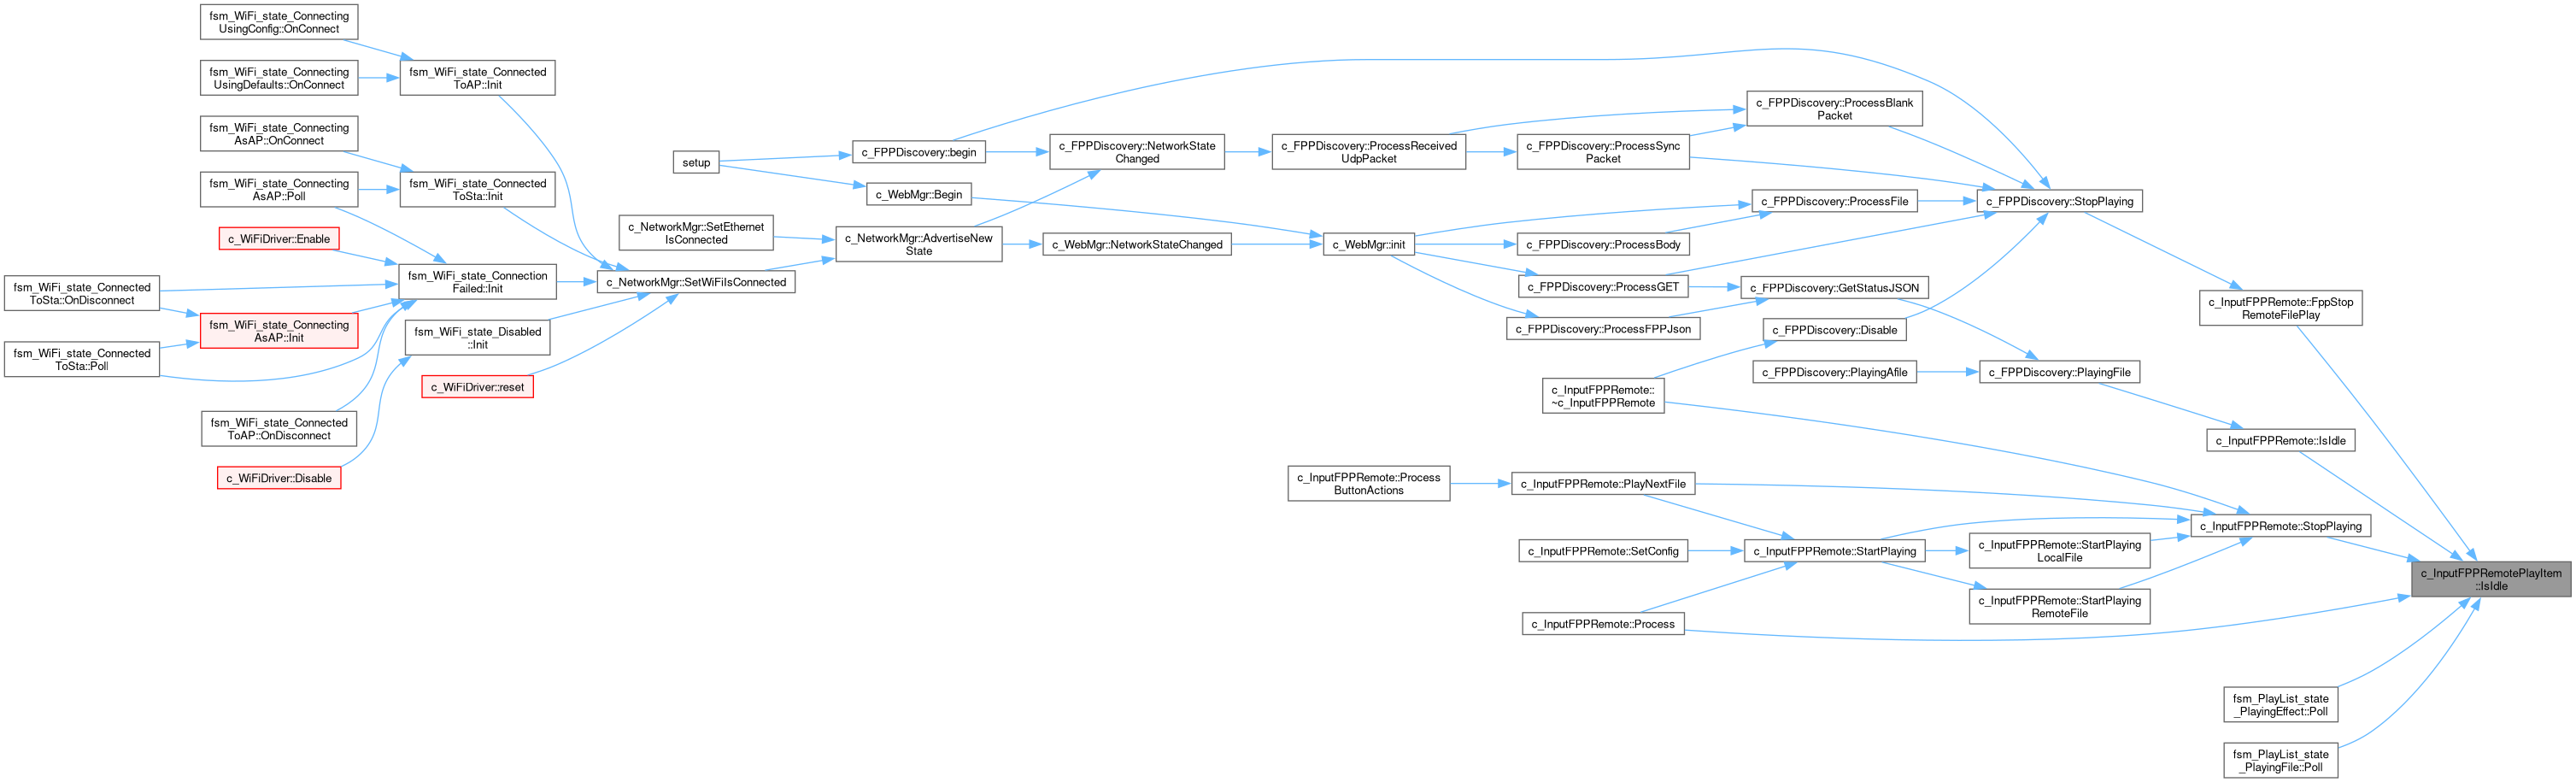 fsm_WiFi_state_Connecting
UsingConfig::OnConnect
fsm_WiFi_state_Connecting
UsingDefaults::OnConnect
fsm_WiFi_state_Connecting
AsAP::OnConnect
fsm_WiFi_state_Connecting
AsAP::Poll
c_WiFiDriver::Enable
fsm_WiFi_state_Connected
ToSta::OnDisconnect
fsm_WiFi_state_Connecting
AsAP::Init
fsm_WiFi_state_Connected
ToSta::Poll
fsm_WiFi_state_Connected
ToAP::OnDisconnect
c_WiFiDriver::Disable
fsm_WiFi_state_Connected
ToAP::Init
fsm_WiFi_state_Connected
ToSta::Init
fsm_WiFi_state_Connection
Failed::Init
fsm_WiFi_state_Disabled
::Init
c_WiFiDriver::reset
setup
c_NetworkMgr::SetEthernet
IsConnected
c_NetworkMgr::SetWiFiIsConnected
c_FPPDiscovery::begin
c_WebMgr::Begin
c_NetworkMgr::AdvertiseNew
State
c_FPPDiscovery::NetworkState
Changed
c_WebMgr::NetworkStateChanged
c_FPPDiscovery::ProcessReceived
UdpPacket
c_WebMgr::init
c_InputFPPRemote::Process
ButtonActions
c_FPPDiscovery::ProcessSync
Packet
c_FPPDiscovery::ProcessBody
c_FPPDiscovery::ProcessGET
c_FPPDiscovery::ProcessFPPJson
c_InputFPPRemote::
~c_InputFPPRemote
c_InputFPPRemote::PlayNextFile
c_InputFPPRemote::SetConfig
c_InputFPPRemote::Process
c_FPPDiscovery::ProcessBlank
Packet
c_FPPDiscovery::ProcessFile
c_FPPDiscovery::GetStatusJSON
c_FPPDiscovery::Disable
c_FPPDiscovery::PlayingAfile
c_InputFPPRemote::StartPlaying
c_FPPDiscovery::StopPlaying
c_FPPDiscovery::PlayingFile
c_InputFPPRemote::StartPlaying
LocalFile
c_InputFPPRemote::StartPlaying
RemoteFile
c_InputFPPRemote::FppStop
RemoteFilePlay
c_InputFPPRemote::IsIdle
c_InputFPPRemote::StopPlaying
fsm_PlayList_state
_PlayingEffect::Poll
fsm_PlayList_state
_PlayingFile::Poll
c_InputFPPRemotePlayItem
::IsIdle